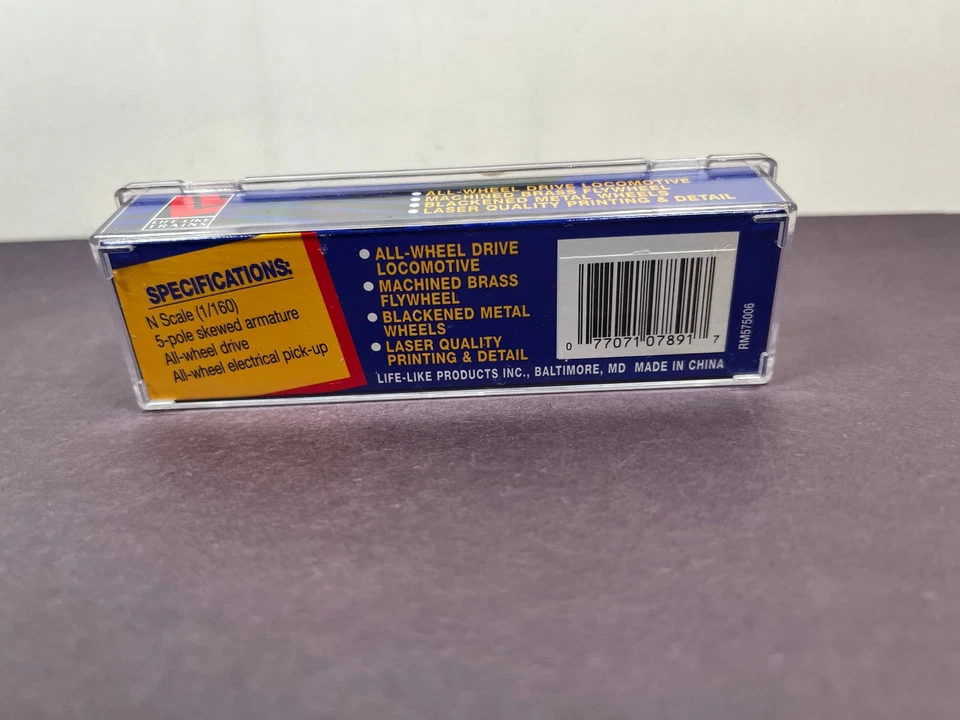 L
LIFE-LIKE
TRAINS
ALL-WHEEL DRIVE LOCOMOTIVE
MACHINED BRASS FLYWHEEL
BLACKENED METAL WHEELS
LASER QUALITY PRINTING & DETAIL
SPECIFICATIONS:
N Scale (1/160)
5-pole skewed armature
All-wheel drive
All-wheel electrical pick-up
ALL-WHEEL DRIVE
LOCOMOTIVE
MACHINED BRASS
FLYWHEEL
BLACKENED METAL
WHEELS
LASER QUALITY
PRINTING & DETAIL
LIFE-LIKE PRODUCTS INC., BALTIMORE, MD MADE IN CHINA
0 77071 07891 7
RM575006